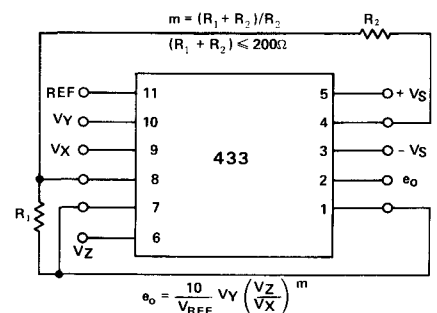 m = (R₁ + R₂)/R₂
(R₁ + R₂) ⩽ 200Ω
R₂
REF 11 5 + VS
VY 10 4
VX 9 433 3 − VS
8 2 eo
R₁ 7 1
VZ 6
eo = 10/VREF VY (VZ/VX)ᵐ